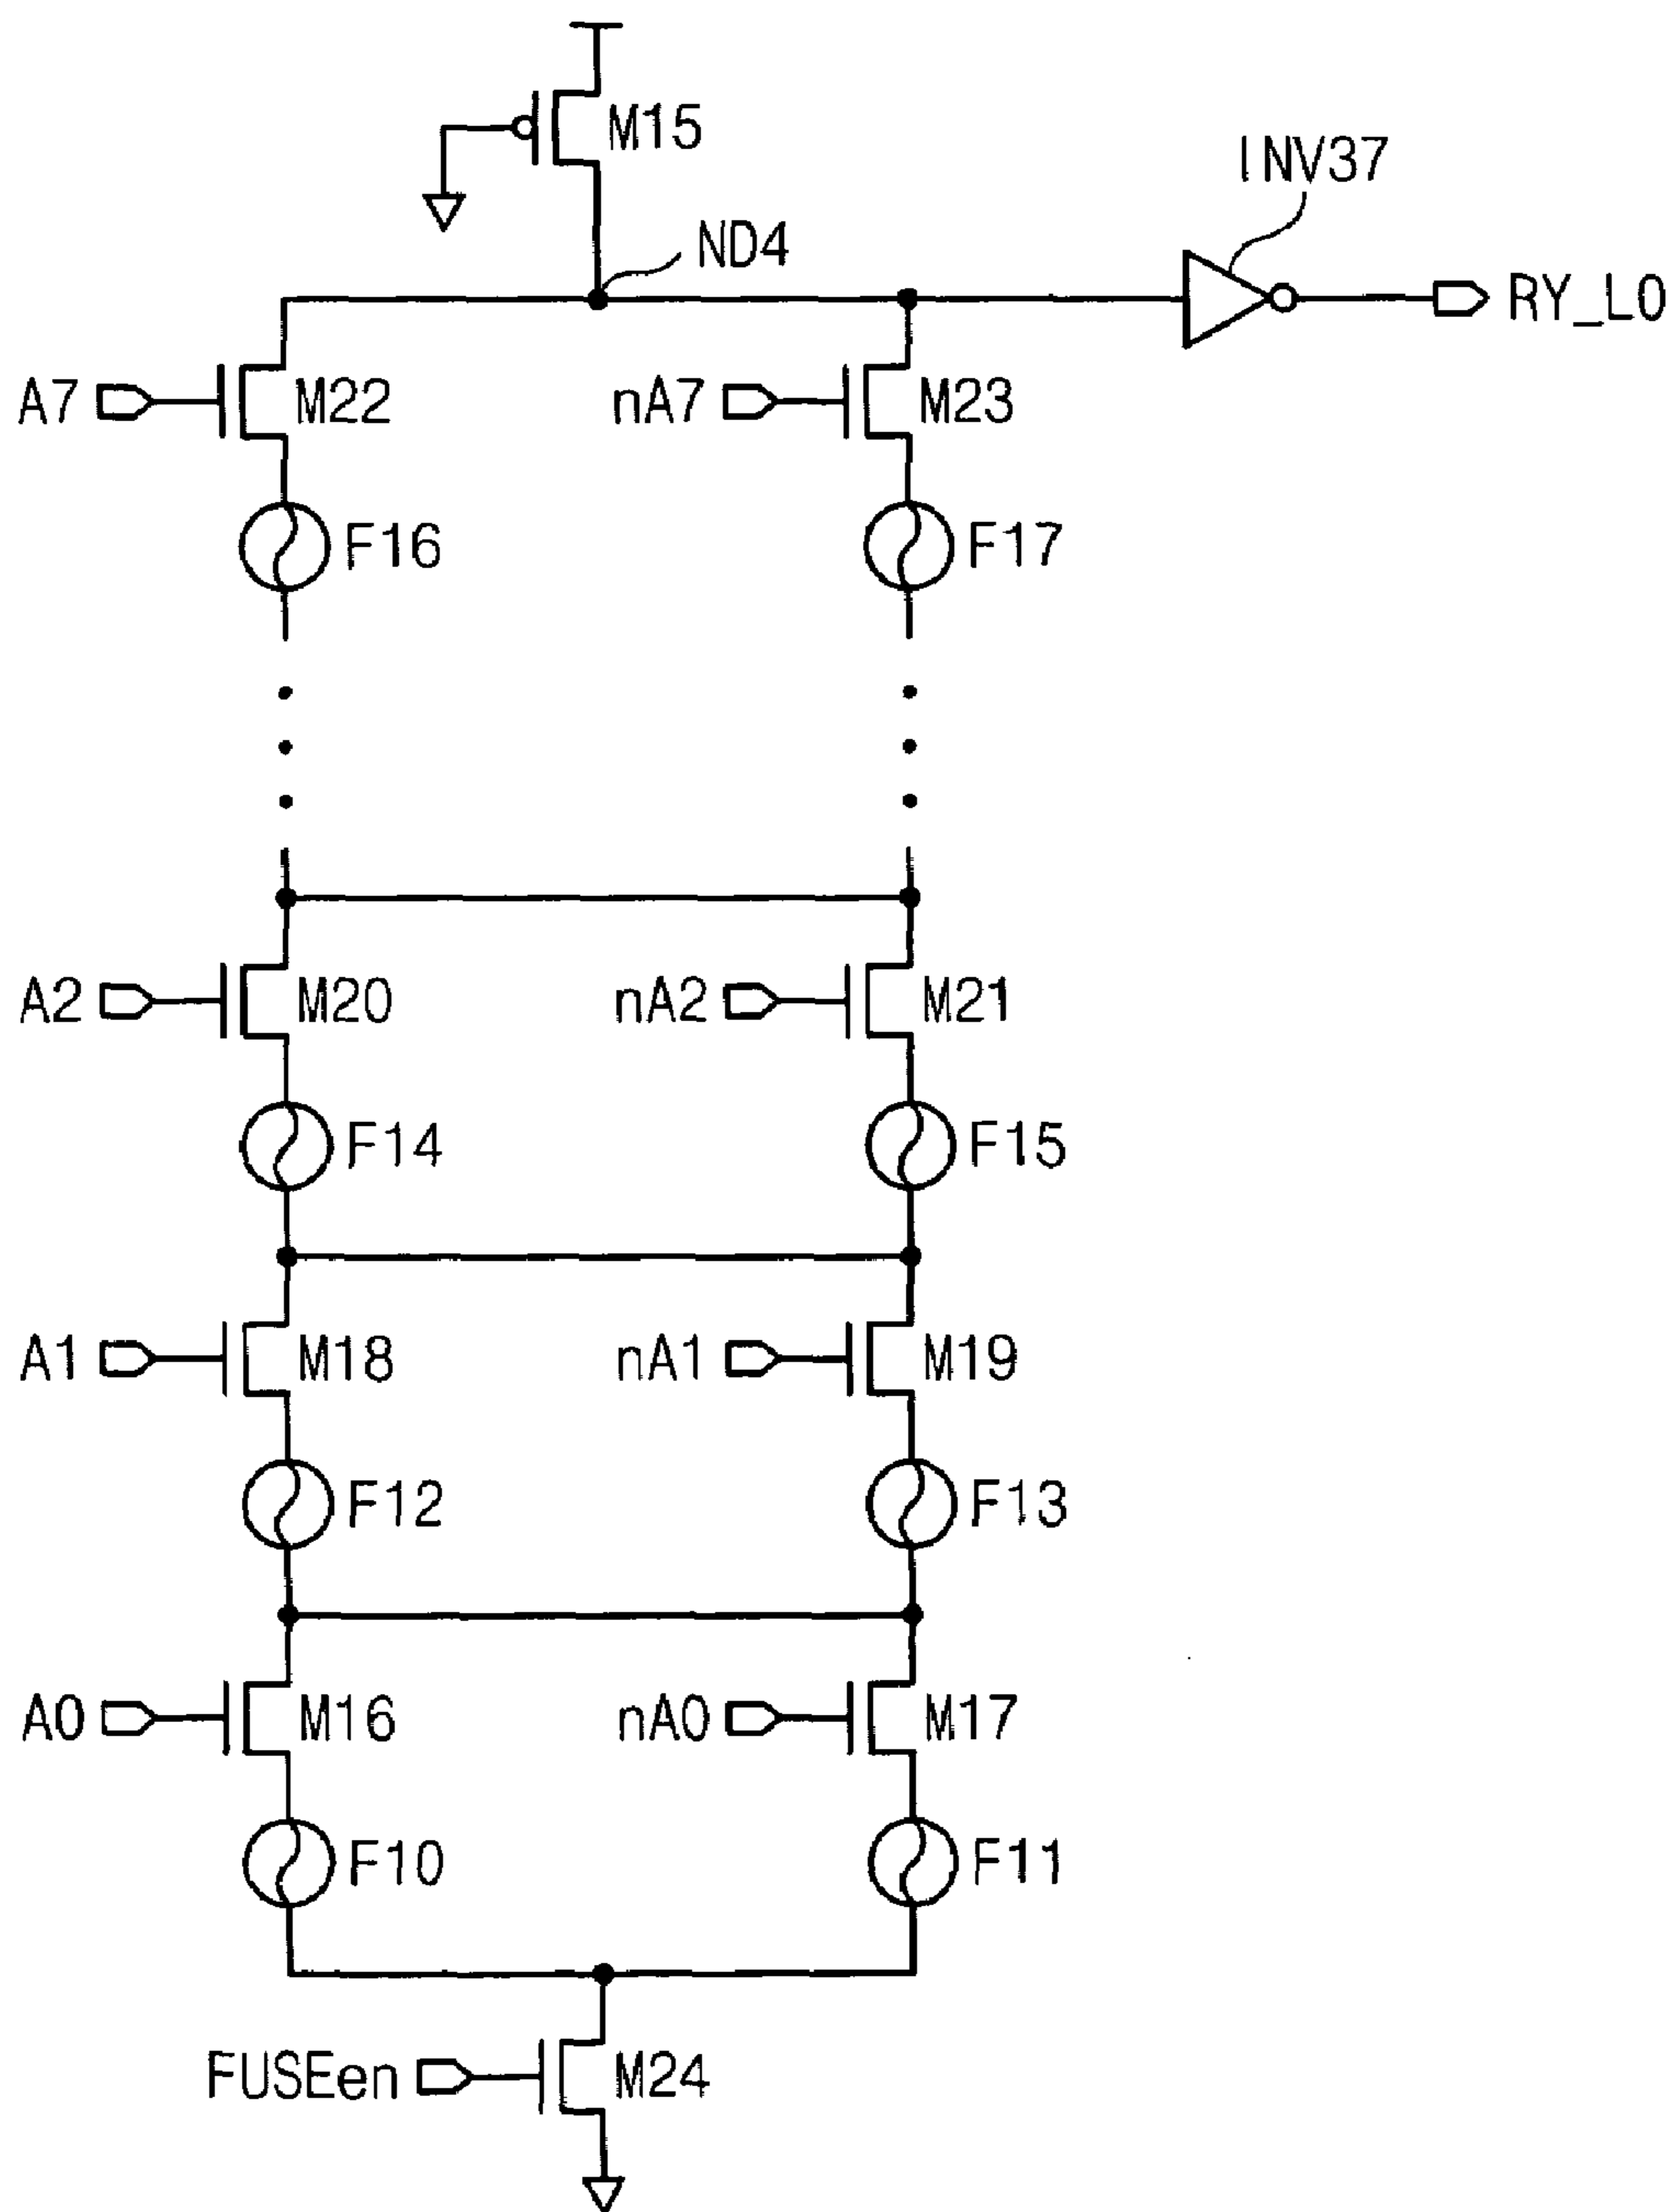 M15
INV37
ND4
RY_L0
A7
M22
nA7
M23
F16
F17
A2
M20
nA2
M21
F14
F15
A1
M18
nA1
M19
F12
F13
A0
M16
nA0
M17
F10
F11
FUSEen
M24